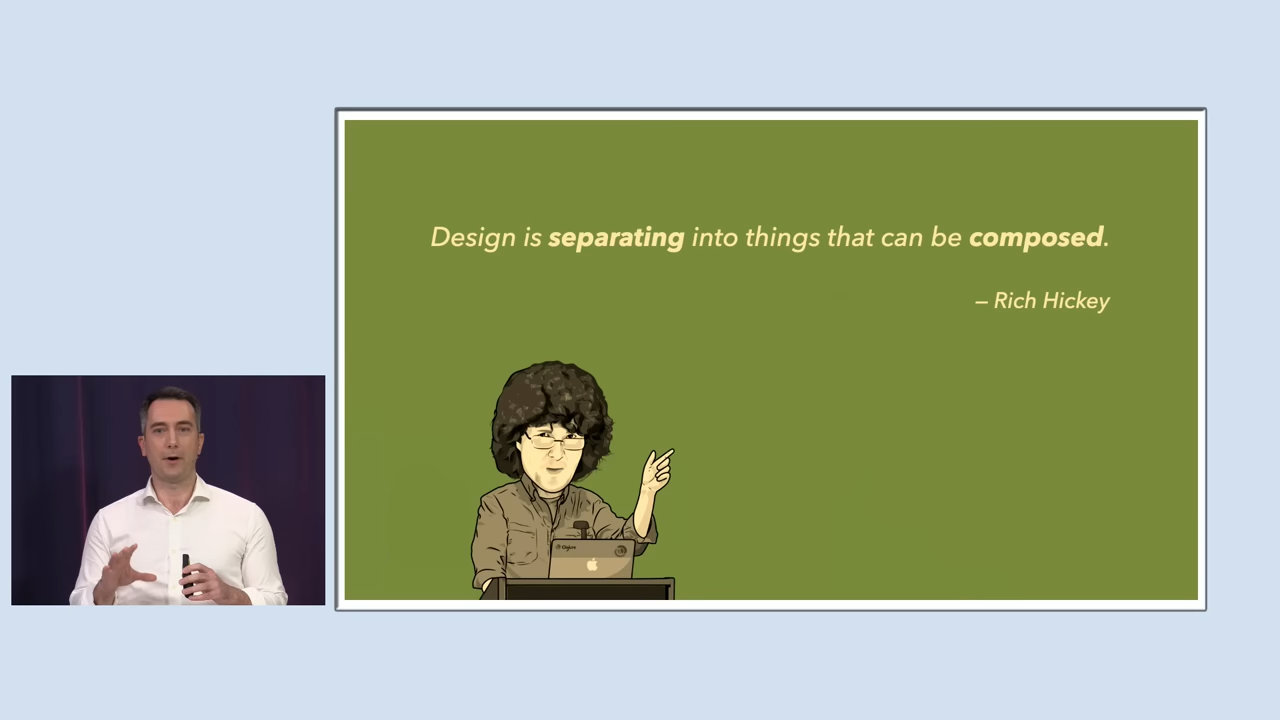 Design is separating into things that can be composed.
– Rich Hickey